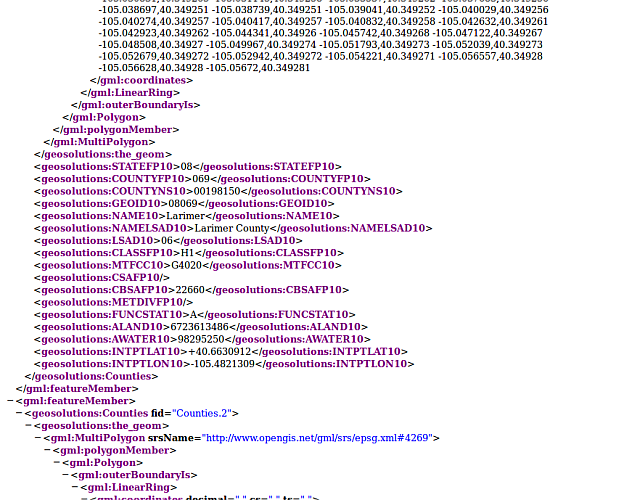 -105.038697,40.349251 -105.038739,40.349251 -105.039041,40.349252 -105.040029,40.349256
-105.040274,40.349257 -105.040417,40.349257 -105.040832,40.349258 -105.042632,40.349261
-105.042923,40.349262 -105.044341,40.34926 -105.045742,40.349268 -105.047122,40.349267
-105.048508,40.34927 -105.049967,40.349274 -105.051793,40.349273 -105.052039,40.349273
-105.052679,40.349272 -105.052942,40.349272 -105.054221,40.349271 -105.056557,40.34928
-105.056628,40.34928 -105.05672,40.349281
</gml:coordinates>
</gml:LinearRing>
</gml:outerBoundaryIs>
</gml:Polygon>
</gml:polygonMember>
</gml:MultiPolygon>
</geosolutions:the_geom>
<geosolutions:STATEFP10>08</geosolutions:STATEFP10>
<geosolutions:COUNTYFP10>069</geosolutions:COUNTYFP10>
<geosolutions:COUNTYNS10>00198150</geosolutions:COUNTYNS10>
<geosolutions:GEOID10>08069</geosolutions:GEOID10>
<geosolutions:NAME10>Larimer</geosolutions:NAME10>
<geosolutions:NAMELSAD10>Larimer County</geosolutions:NAMELSAD10>
<geosolutions:LSAD10>06</geosolutions:LSAD10>
<geosolutions:CLASSFP10>H1</geosolutions:CLASSFP10>
<geosolutions:MTFCC10>G4020</geosolutions:MTFCC10>
<geosolutions:CSAFP10/>
<geosolutions:CBSAFP10>22660</geosolutions:CBSAFP10>
<geosolutions:METDIVFP10/>
<geosolutions:FUNCSTAT10>A</geosolutions:FUNCSTAT10>
<geosolutions:ALAND10>6723613486</geosolutions:ALAND10>
<geosolutions:AWATER10>98295250</geosolutions:AWATER10>
<geosolutions:INTPTLAT10>+40.6630912</geosolutions:INTPTLAT10>
<geosolutions:INTPTLON10>-105.4821309</geosolutions:INTPTLON10>
</geosolutions:Counties>
</gml:featureMember>
−<gml:featureMember>
−<geosolutions:Counties fid="Counties.2">
−<geosolutions:the_geom>
−<gml:MultiPolygon srsName="http://www.opengis.net/gml/srs/epsg.xml#4269">
−<gml:polygonMember>
−<gml:Polygon>
−<gml:outerBoundaryIs>
−<gml:LinearRing>